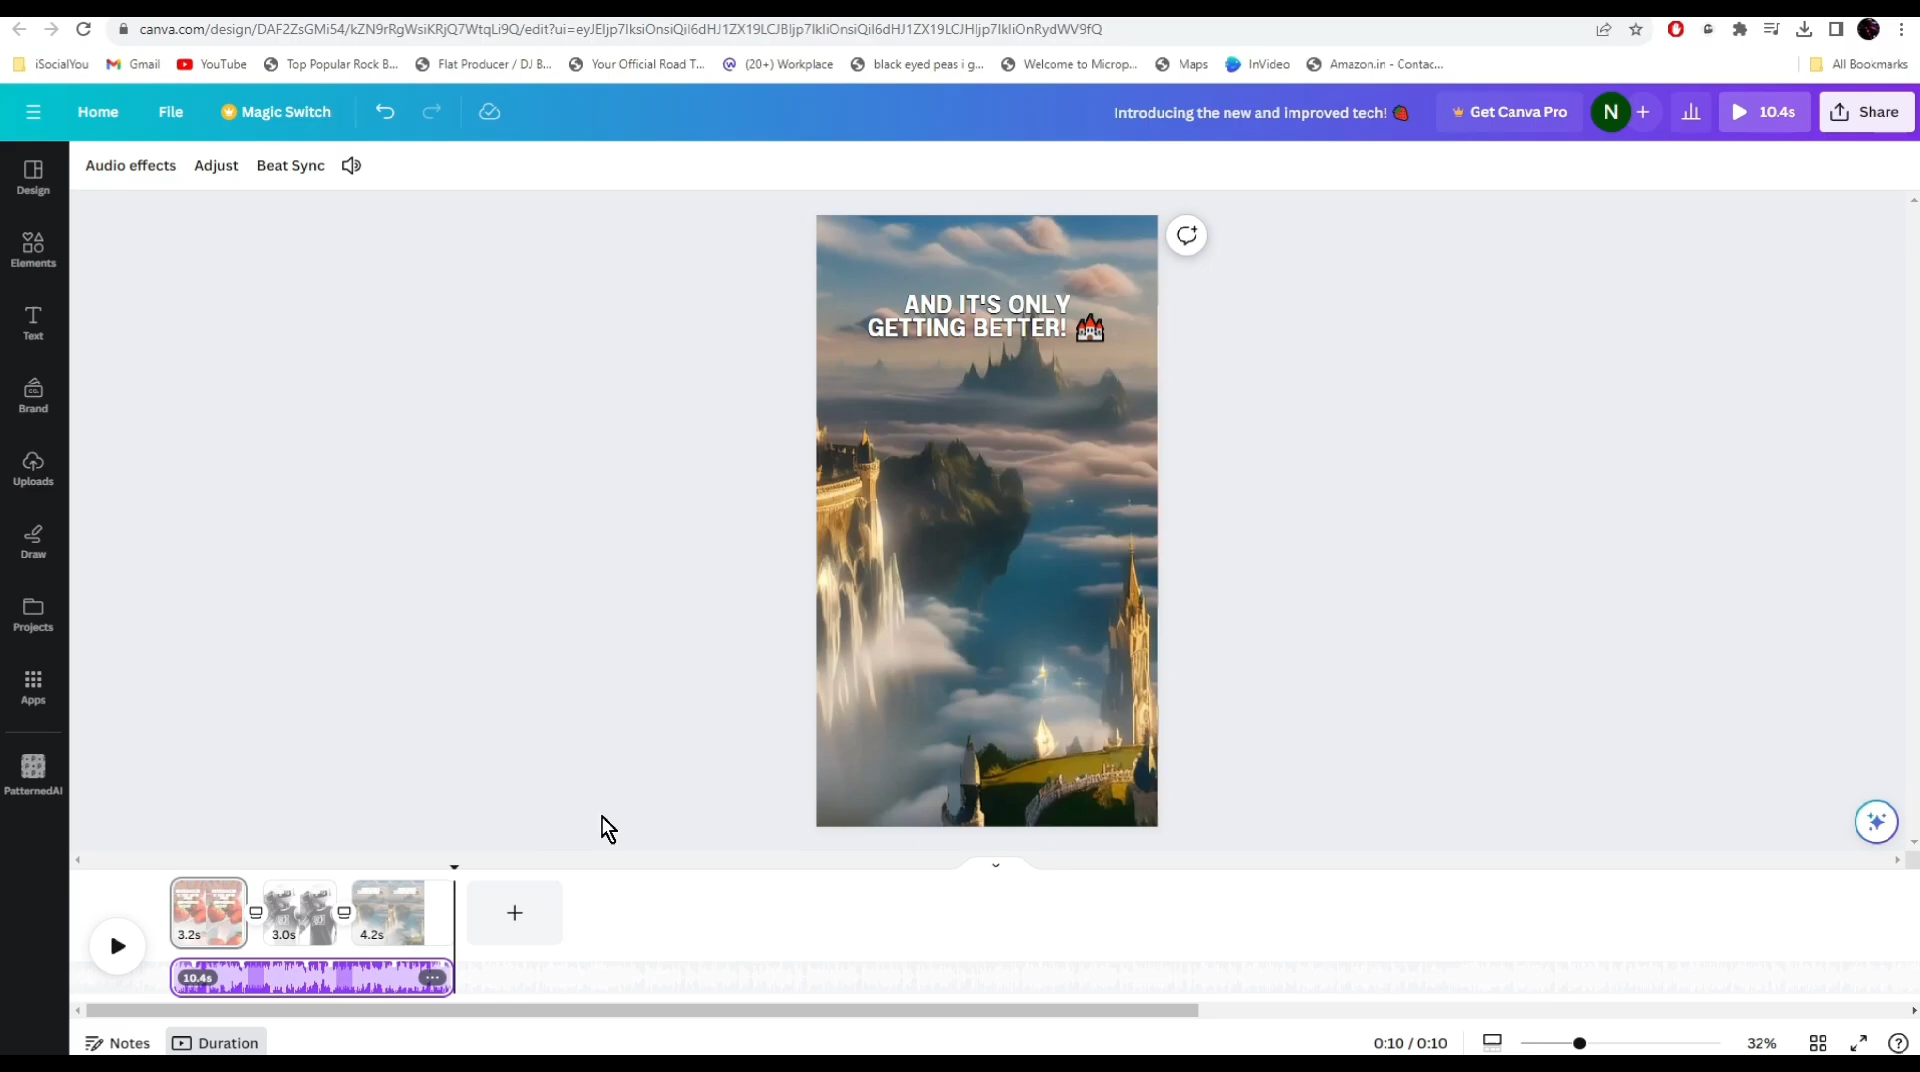 canva.com/design/DAF2ZsGMi54/kZN9rRgWsiKRjQ7WtqLi9Q/edit?ui=eyJEIjp7IksiOnsiQiI6dHJ1ZX19LCJBIjp7IkIiOnsiQiI6dHJ1ZX19LCJHIjp7IkIiOnRydWV9fQ
iSocialYou Gmail YouTube Top Popular Rock B... Flat Producer / DJ B... Your Official Road T... (20+) Workplace black eyed peas i g... Welcome to Microp... Maps InVideo Amazon.in - Contac... All Bookmarks
Home File Magic Switch Introducing the new and improved tech! 🍓 Get Canva Pro N + 10.4s Share
Audio effects Adjust Beat Sync
Design
Elements
Text
Brand
Uploads
Draw
Projects
Apps
PatternedAI
AND IT'S ONLY
GETTING BETTER! 🏰
3.2s 3.0s 4.2s
10.4s
Notes Duration 0:10 / 0:10 32%